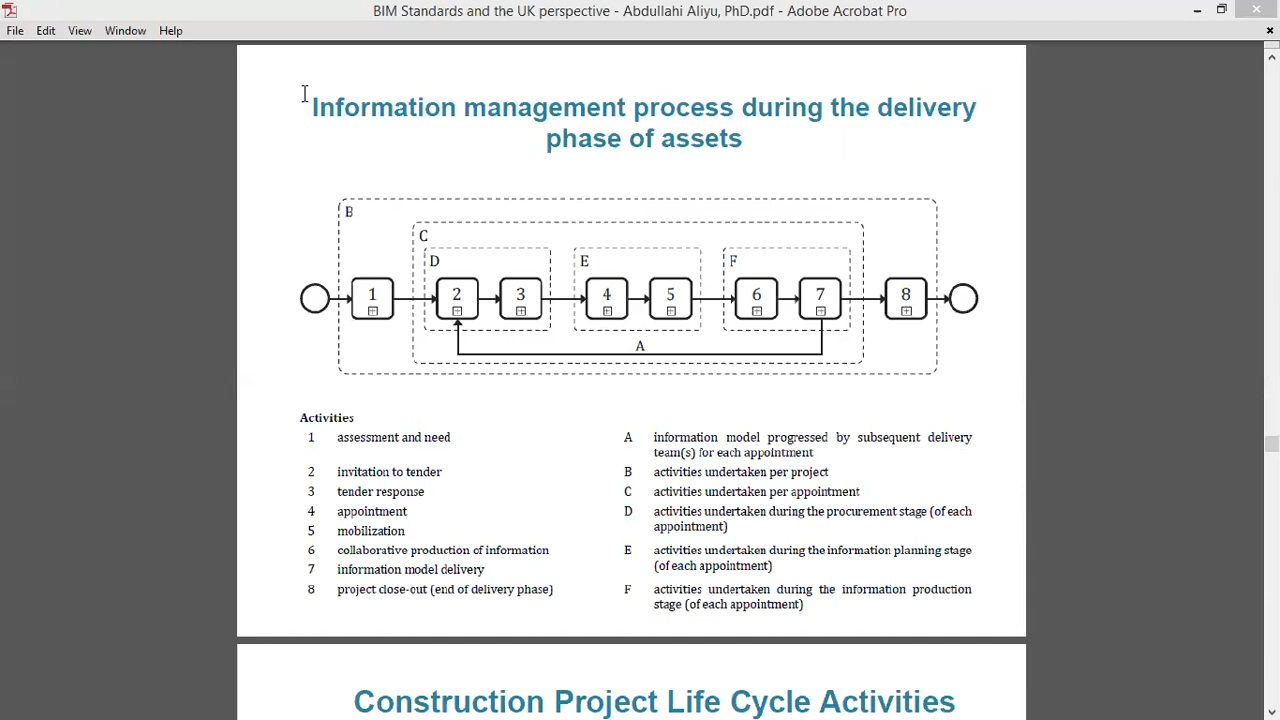 BIM Standards and the UK perspective - Abdullahi Aliyu, PhD.pdf - Adobe Acrobat Pro
File Edit View Window Help
Information management process during the delivery
phase of assets
B
C
D E F
1 2 3 4 5 6 7 8
A
Activities
1 assessment and need
2 invitation to tender
3 tender response
4 appointment
5 mobilization
6 collaborative production of information
7 information model delivery
8 project close-out (end of delivery phase)
A information model progressed by subsequent delivery
team(s) for each appointment
B activities undertaken per project
C activities undertaken per appointment
D activities undertaken during the procurement stage (of each
appointment)
E activities undertaken during the information planning stage
(of each appointment)
F activities undertaken during the information production
stage (of each appointment)
Construction Project Life Cycle Activities